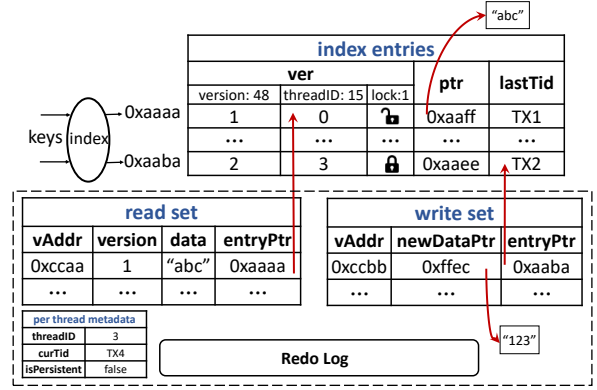 "abc"
index entries
ver
ptr
lastTid
version: 48
threadID: 15
lock:1
keys
index
0xaaaa
1
0
0xaaff
TX1
...
...
...
...
0xaaba
2
3
0xaaee
TX2
read set
vAddr
version
data
entryPtr
0xccaa
1
"abc"
0xaaaa
...
...
...
...
write set
vAddr
newDataPtr
entryPtr
0xccbb
0xffec
0xaaba
...
...
...
per thread metadata
threadID
3
curTid
TX4
isPersistent
false
Redo Log
"123"